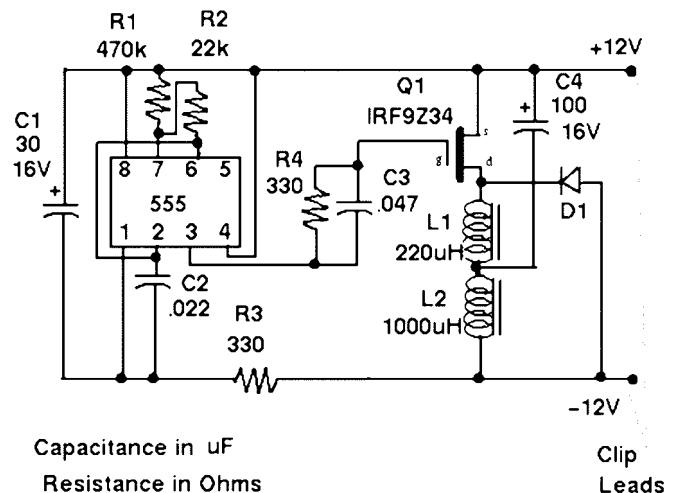 R1 R2
470k 22k
+12V
Q1
IRF9Z34
C4
100
16V
C1
30
16V
+
+
s
g d
8 7 6 5
555
1 2 3 4
R4
330
C3
.047
D1
L1
220uH
C2
.022
L2
1000uH
R3
330
–12V
Capacitance in uF
Resistance in Ohms
Clip
Leads